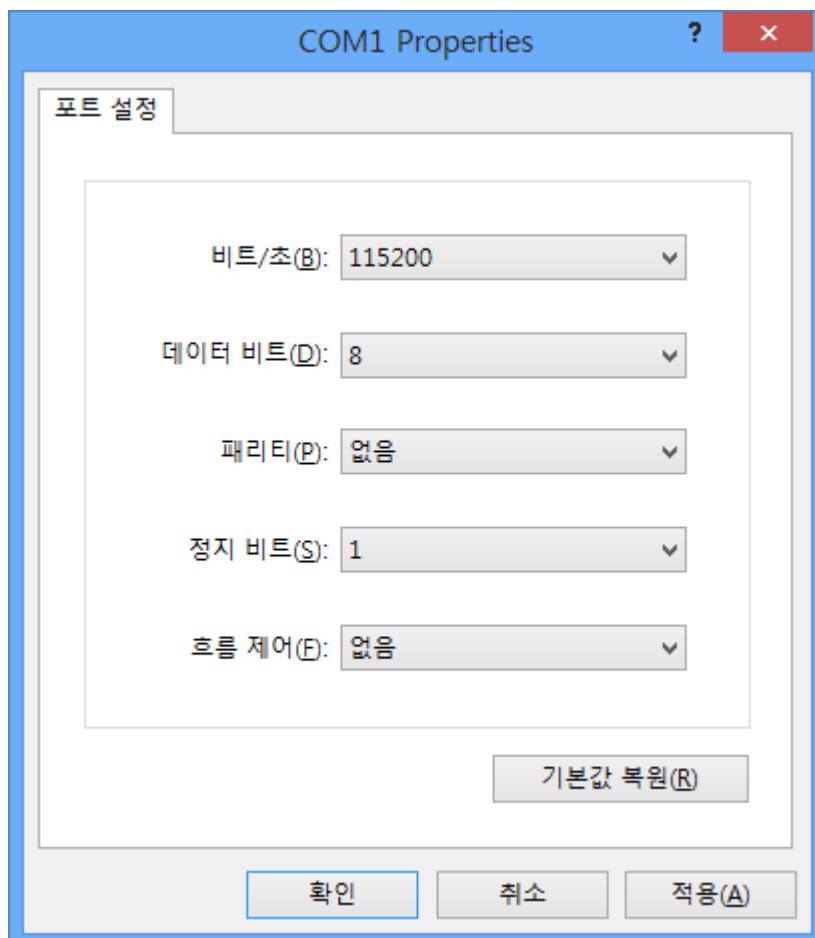 COM1 Properties
?
포트 설정
비트/초(B): 115200
데이터 비트(D): 8
패리티(P): 없음
정지 비트(S): 1
흐름 제어(F): 없음
기본값 복원(R)
확인 취소 적용(A)